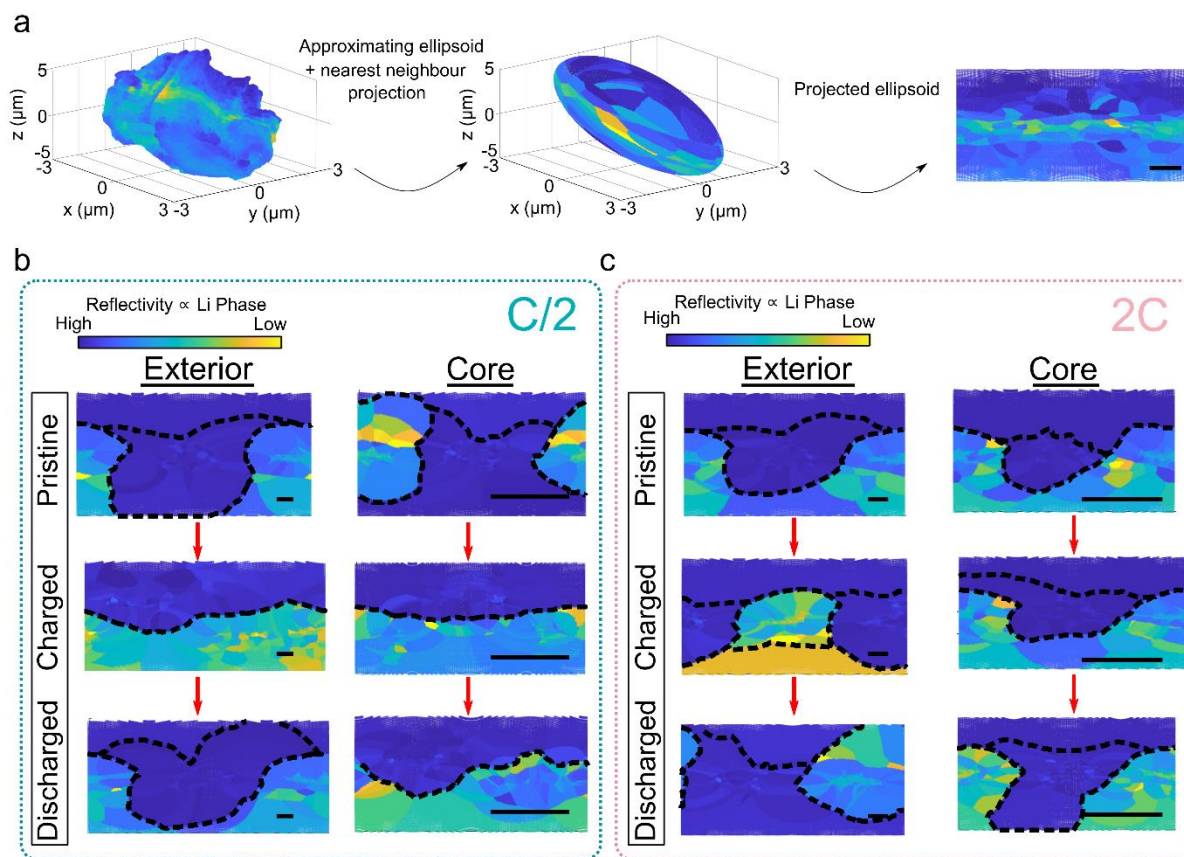 a
Approximating ellipsoid
+ nearest neighbour
projection
Projected ellipsoid
5
0
-5
z (µm)
-3
0
3
x (µm)
-3
0
3
y (µm)
5
0
-5
z (µm)
-3
0
3
x (µm)
-3
0
3
y (µm)
b
Reflectivity ∝ Li Phase
High
Low
C/2
Exterior
Core
Pristine
Charged
Discharged
c
Reflectivity ∝ Li Phase
High
Low
2C
Exterior
Core
Pristine
Charged
Discharged